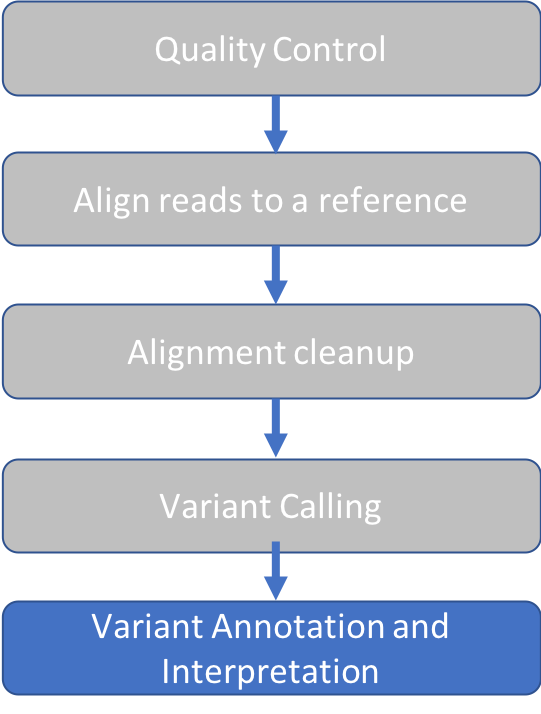 Quality Control
Align reads to a reference
Alignment cleanup
Variant Calling
Variant Annotation and
Interpretation